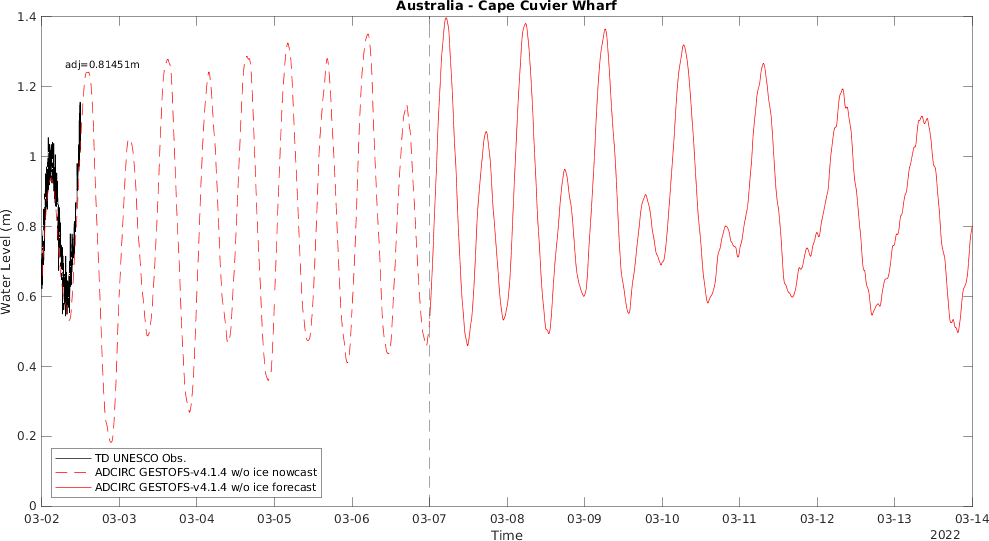 Australia - Cape Cuvier Wharf
1.4
1.2
1
0.8
0.6
0.4
0.2
0
Water Level (m)
adj=0.81451m
TD UNESCO Obs.
ADCIRC GESTOFS-v4.1.4 w/o ice nowcast
ADCIRC GESTOFS-v4.1.4 w/o ice forecast
03-02 03-03 03-04 03-05 03-06 03-07 03-08 03-09 03-10 03-11 03-12 03-13 03-14
Time
2022